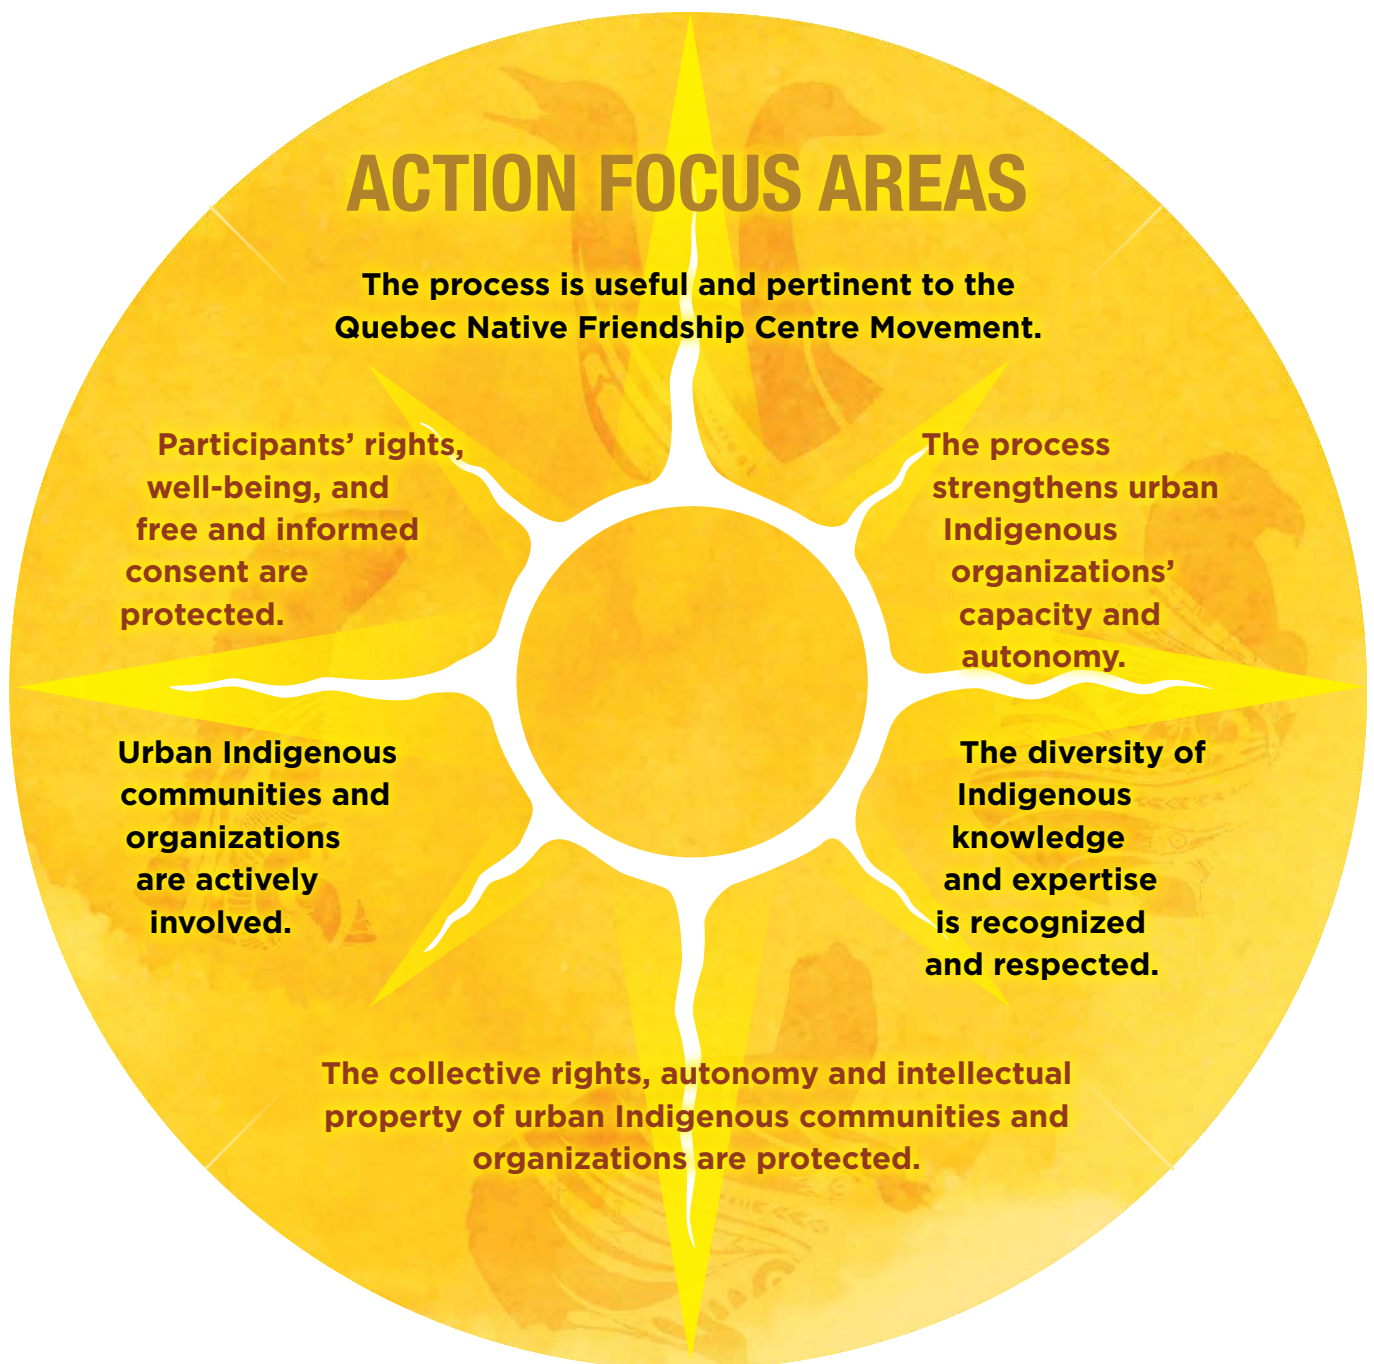 ACTION FOCUS AREAS
The process is useful and pertinent to the
Quebec Native Friendship Centre Movement.
Participants’ rights,
well-being, and
free and informed
consent are
protected.
The process
strengthens urban
Indigenous
organizations’
capacity and
autonomy.
Urban Indigenous
communities and
organizations
are actively
involved.
The diversity of
Indigenous
knowledge
and expertise
is recognized
and respected.
The collective rights, autonomy and intellectual
property of urban Indigenous communities and
organizations are protected.